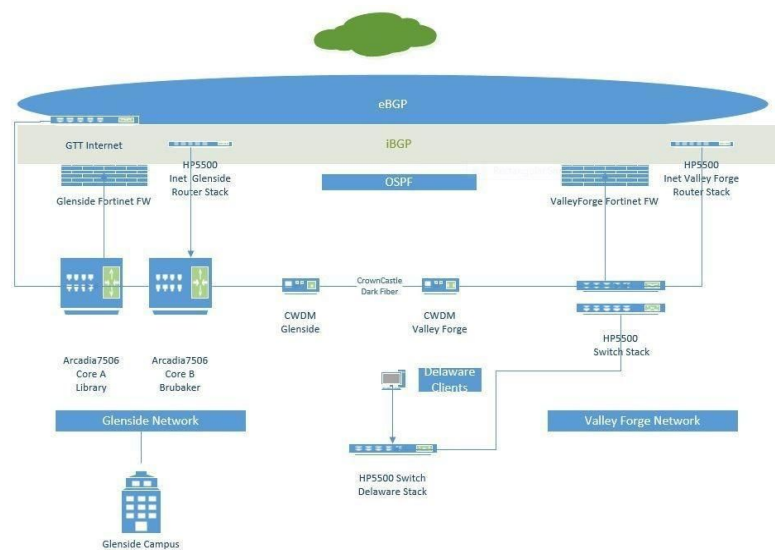 eBGP
GTT Internet
iBGP
HP5500
Inet Glenside
Router Stack
HP5500
Inet Valley Forge
Router Stack
Glenside Fortinet FW
OSPF
ValleyForge Fortinet FW
CrownCastle
Dark Fiber
CWDM
Glenside
CWDM
Valley Forge
HP5500
Switch Stack
Arcadia7506
Core A
Library
Arcadia7506
Core B
Brubaker
Delaware
Clients
Glenside Network
Valley Forge Network
HP5500 Switch
Delaware Stack
Glenside Campus